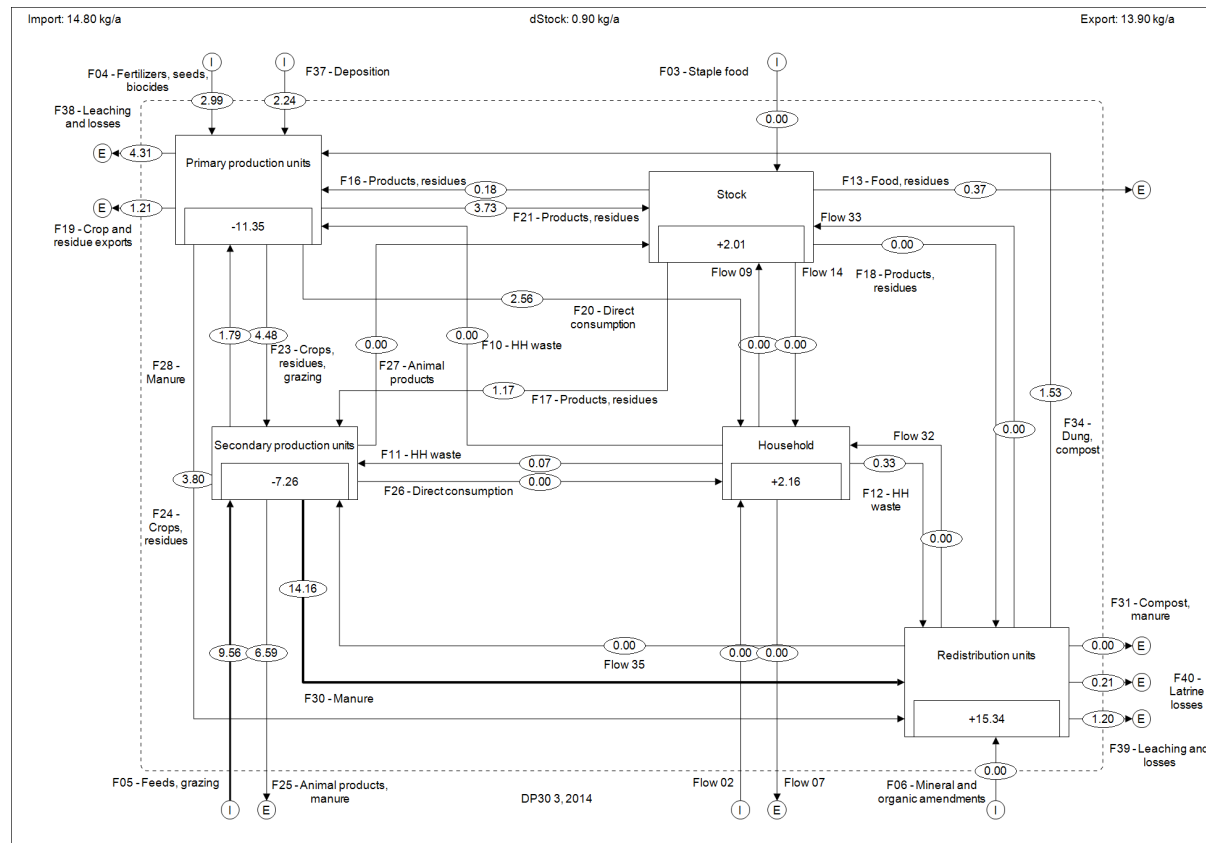 Import: 14.80 kg/a
dStock: 0.90 kg/a
Export: 13.90 kg/a
I
I
I
F04 - Fertilizers, seeds,
biocides
F37 - Deposition
F03 - Staple food
2.99
2.24
0.00
F38 - Leaching
and losses
E
4.31
Primary production units
-11.35
E
1.21
F19 - Crop and
residue exports
F16 - Products, residues
0.18
3.73
F21 - Products, residues
Stock
+2.01
F13 - Food, residues
0.37
E
Flow 33
0.00
F18 - Products,
residues
Flow 09
Flow 14
2.56
F20 - Direct
consumption
1.79
4.48
0.00
0.00
0.00
0.00
F10 - HH waste
F23 - Crops,
residues,
grazing
F27 - Animal
products
F28 -
Manure
1.17
F17 - Products, residues
1.53
F34 -
Dung,
compost
0.00
Secondary production units
-7.26
F11 - HH waste
0.07
0.00
F26 - Direct consumption
Household
+2.16
Flow 32
0.33
F12 - HH
waste
3.80
F24 -
Crops,
residues
0.00
14.16
9.56
6.59
0.00
Flow 35
0.00
0.00
F30 - Manure
Redistribution units
+15.34
F31 - Compost,
manure
0.00
E
0.21
E
F40 -
Latrine
losses
1.20
E
F39 - Leaching and
losses
0.00
F06 - Mineral and
organic amendments
F05 - Feeds, grazing
F25 - Animal products,
manure
Flow 02
Flow 07
DP30 3, 2014
I
E
I
E
I